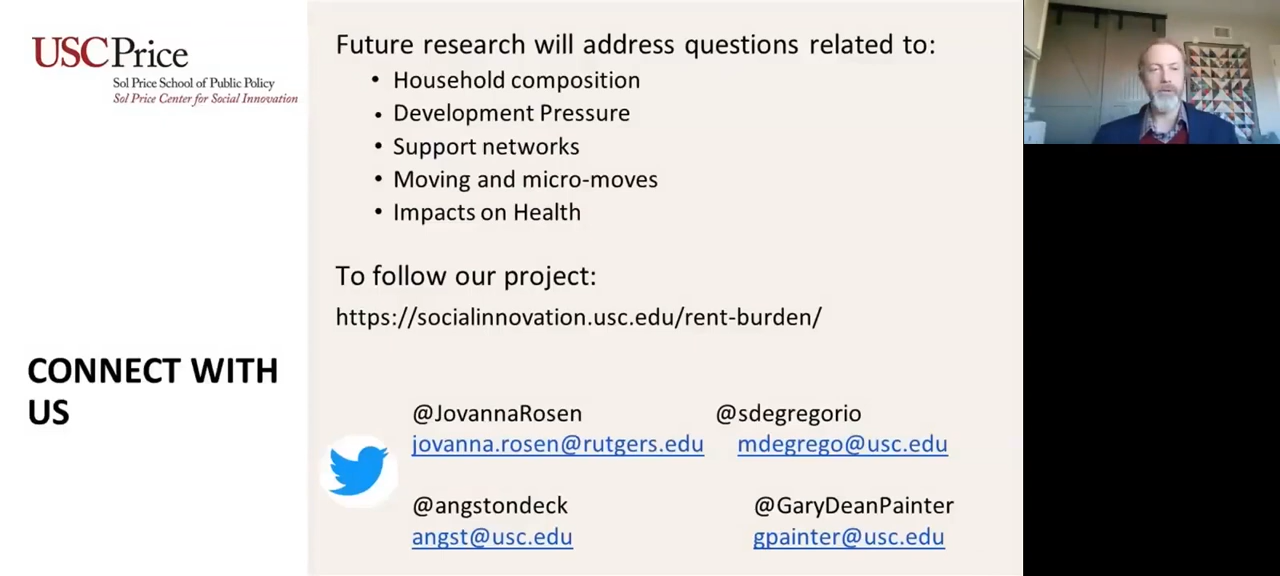 USC Price
Sol Price School of Public Policy
Sol Price Center for Social Innovation
CONNECT WITH
US
Future research will address questions related to:
• Household composition
• Development Pressure
• Support networks
• Moving and micro-moves
• Impacts on Health
To follow our project:
https://socialinnovation.usc.edu/rent-burden/
@JovannaRosen @sdegregorio
jovanna.rosen@rutgers.edu mdegrego@usc.edu
@angstondeck @GaryDeanPainter
angst@usc.edu gpainter@usc.edu